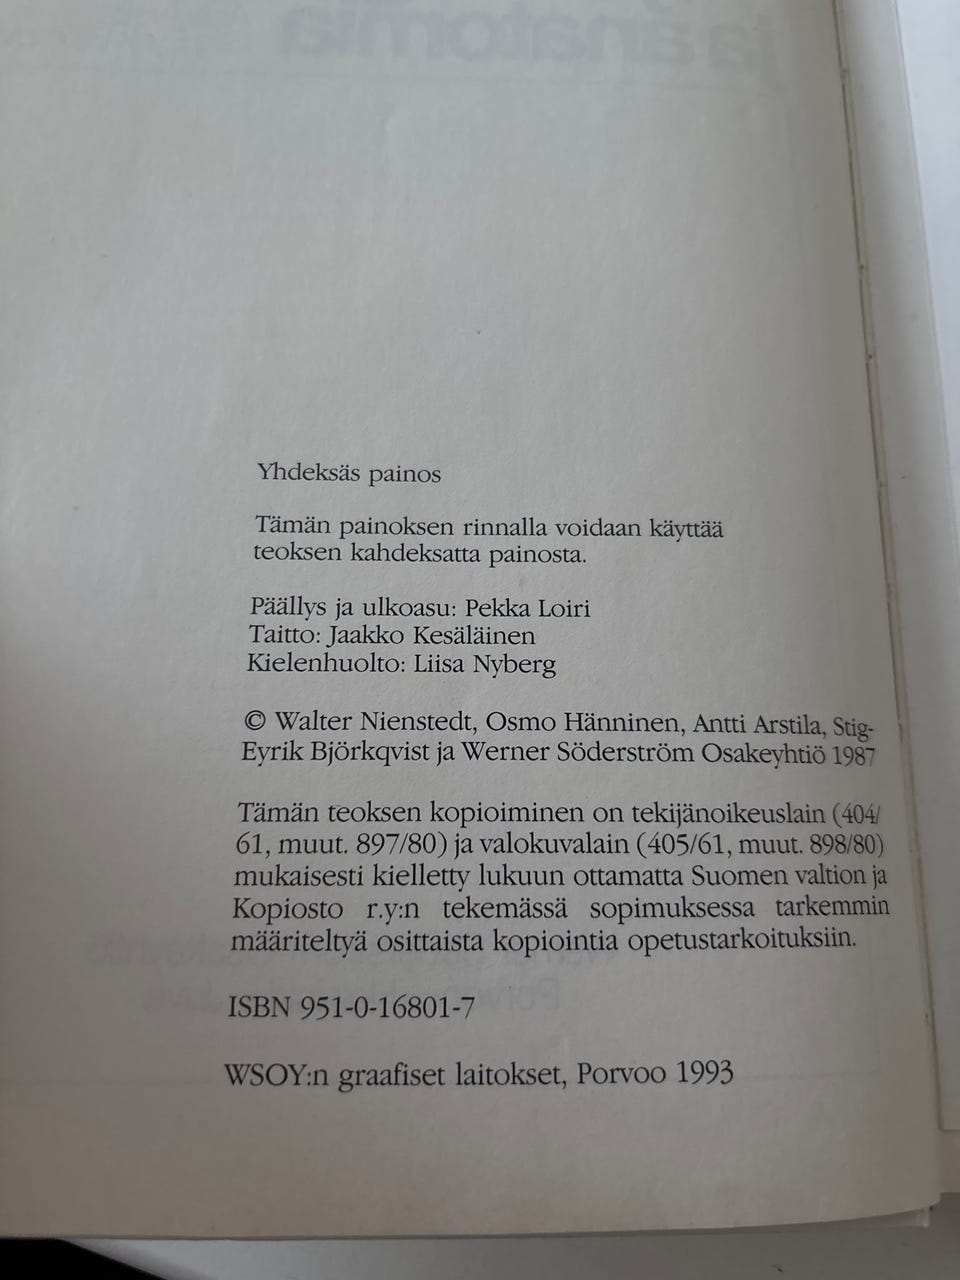 Yhdeksäs painos
Tämän painoksen rinnalla voidaan käyttää
teoksen kahdeksatta painosta.
Päällys ja ulkoasu: Pekka Loiri
Taitto: Jaakko Kesäläinen
Kielenhuolto: Liisa Nyberg
© Walter Nienstedt, Osmo Hänninen, Antti Arstila, Stig-
Eyrik Björkqvist ja Werner Söderström Osakeyhtiö 1987
Tämän teoksen kopioiminen on tekijänoikeuslain (404/
61, muut. 897/80) ja valokuvalain (405/61, muut. 898/80)
mukaisesti kielletty lukuun ottamatta Suomen valtion ja
Kopiosto r.y:n tekemässä sopimuksessa tarkemmin
määriteltyä osittaista kopiointia opetustarkoituksiin.
ISBN 951-0-16801-7
WSOY:n graafiset laitokset, Porvoo 1993